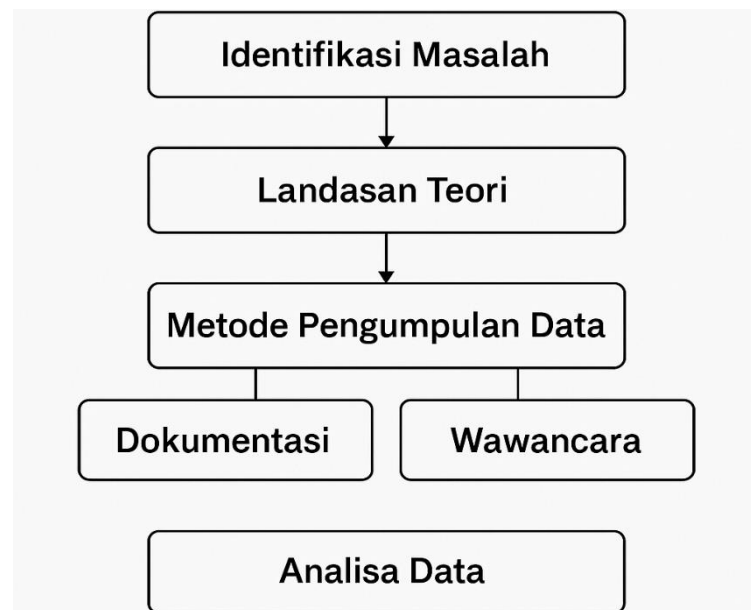 Identifikasi Masalah
Landasan Teori
Metode Pengumpulan Data
Dokumentasi
Wawancara
Analisa Data